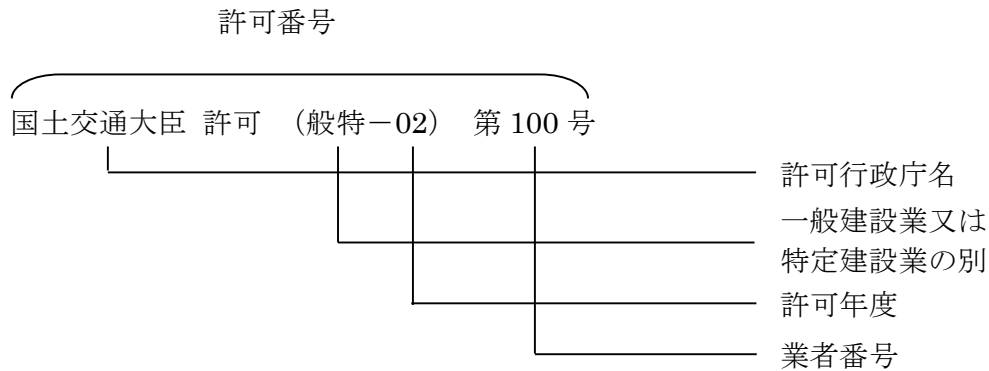 許可番号
国土交通大臣 許可 （般特－02） 第 100 号
許可行政庁名
一般建設業又は
特定建設業の別
許可年度
業者番号